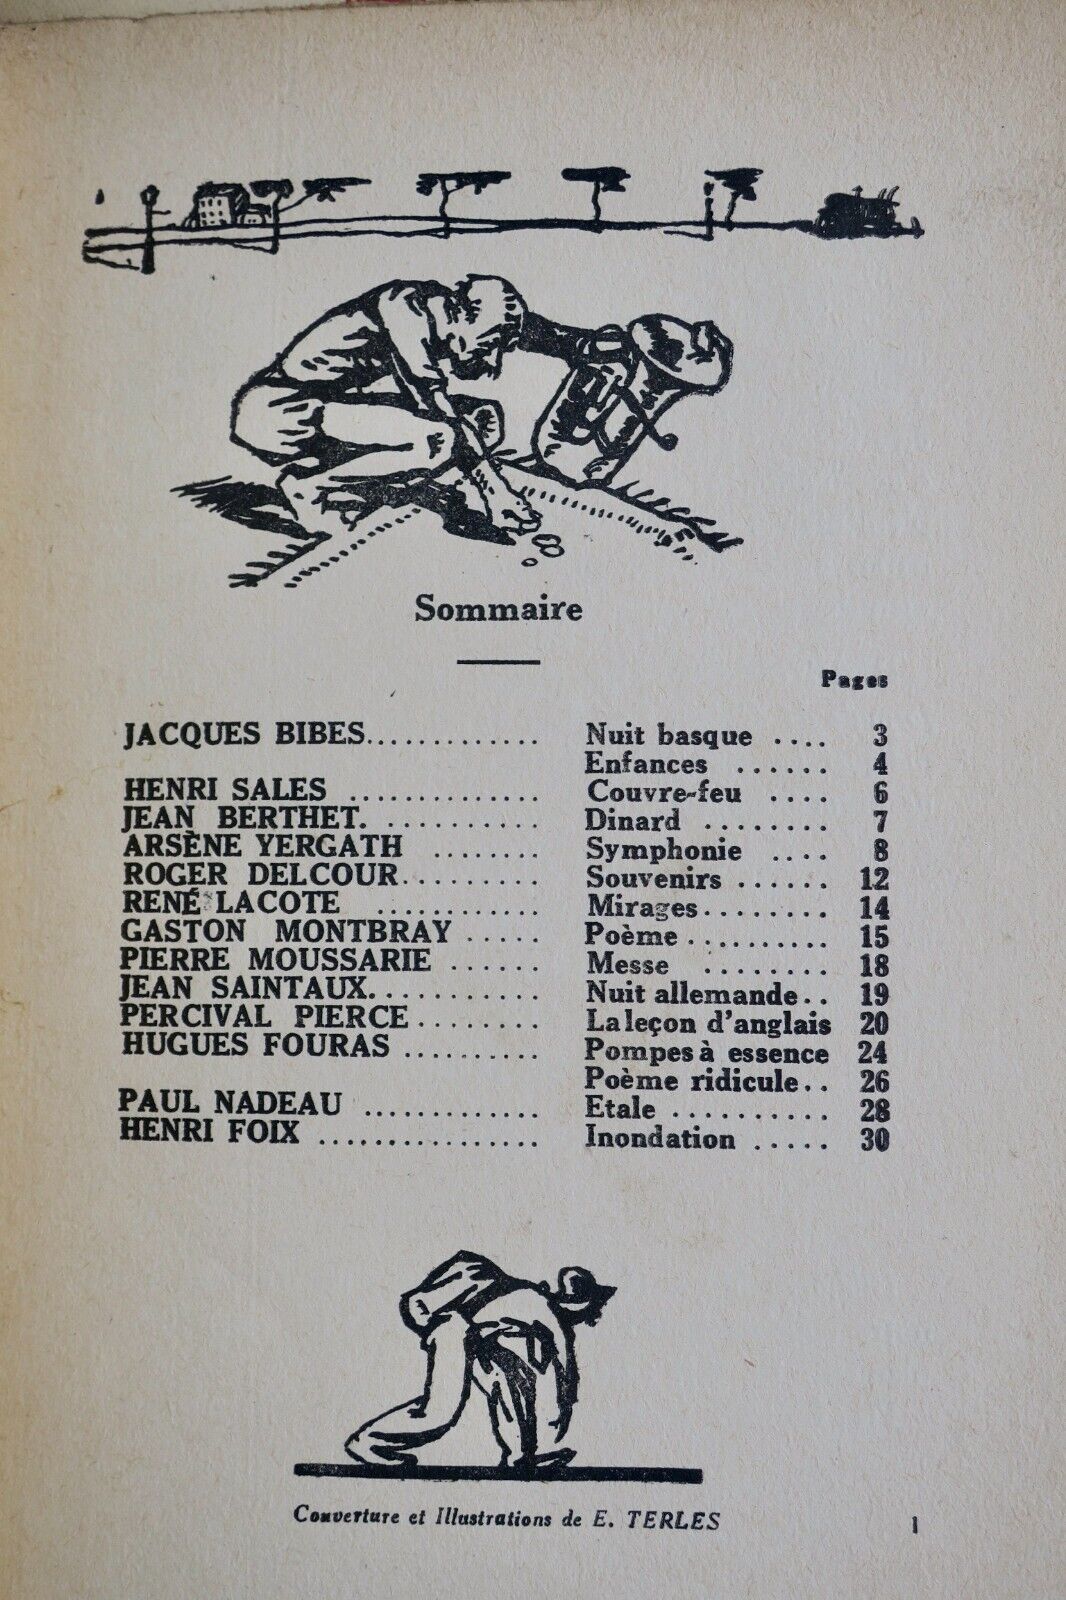 Sommaire
Pages
JACQUES BIBES............. Nuit basque .... 3
Enfances ...... 4
HENRI SALES .............. Couvre-feu .... 6
JEAN BERTHET. ........... Dinard ........ 7
ARSÈNE YERGATH ........ Symphonie .... 8
ROGER DELCOUR.......... Souvenirs ...... 12
RENÉ LACOTE ............ Mirages........ 14
GASTON MONTBRAY ..... Poème.......... 15
PIERRE MOUSSARIE ...... Messe ........ 18
JEAN SAINTAUX............ Nuit allemande.. 19
PERCIVAL PIERCE........ La leçon d'anglais 20
HUGUES FOURAS .......... Pompes à essence 24
Poème ridicule.. 26
PAUL NADEAU ............. Etale .......... 28
HENRI FOIX ................ Inondation ..... 30
Couverture et Illustrations de E. TERLES
1